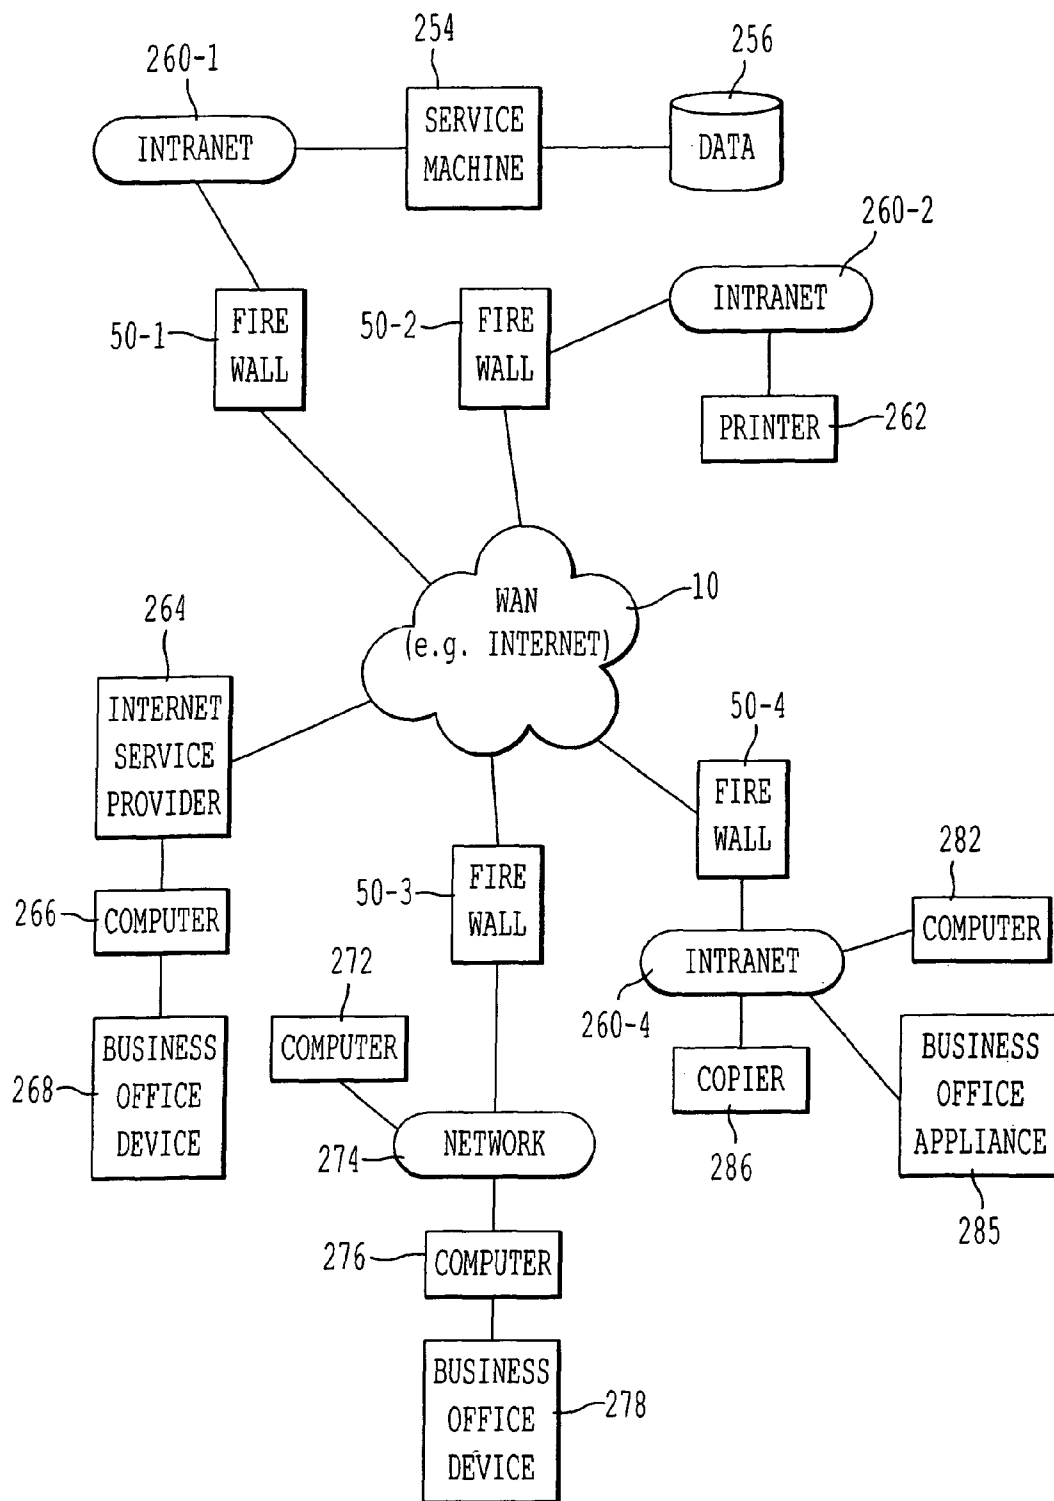 254
256
260-1
SERVICE
MACHINE
INTRANET
DATA
260-2
INTRANET
50-1
FIRE
WALL
50-2
FIRE
WALL
PRINTER
262
10
WAN
(e.g. INTERNET)
264
INTERNET
SERVICE
PROVIDER
50-4
FIRE
WALL
266
COMPUTER
50-3
FIRE
WALL
282
COMPUTER
INTRANET
260-4
272
COMPUTER
268
BUSINESS
OFFICE
DEVICE
COPIER
286
BUSINESS
OFFICE
APPLIANCE
285
274
NETWORK
276
COMPUTER
BUSINESS
OFFICE
DEVICE
278